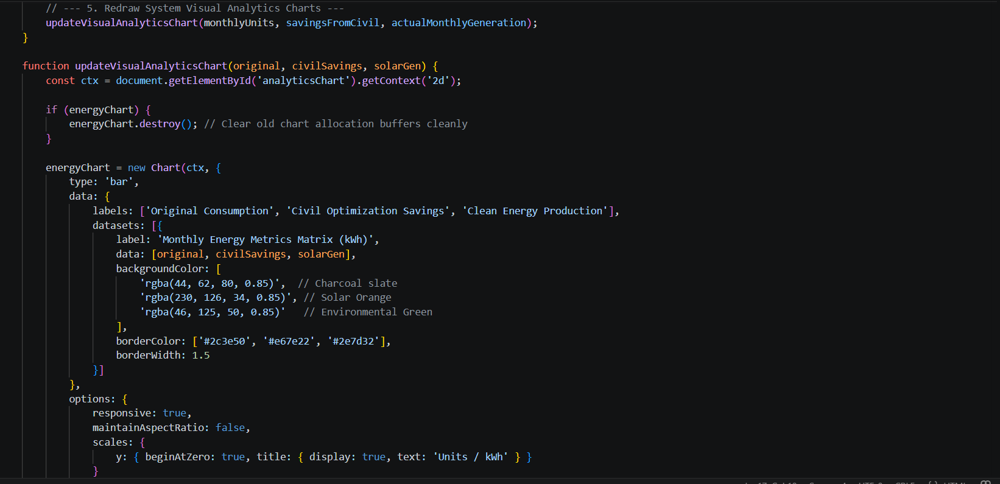 // --- 5. Redraw System Visual Analytics Charts ---
updateVisualAnalyticsChart(monthlyUnits, savingsFromCivil, actualMonthlyGeneration);
}
function updateVisualAnalyticsChart(original, civilSavings, solarGen) {
const ctx = document.getElementById('analyticsChart').getContext('2d');
if (energyChart) {
energyChart.destroy(); // Clear old chart allocation buffers cleanly
}
energyChart = new Chart(ctx, {
type: 'bar',
data: {
labels: ['Original Consumption', 'Civil Optimization Savings', 'Clean Energy Production'],
datasets: [{
label: 'Monthly Energy Metrics Matrix (kWh)',
data: [original, civilSavings, solarGen],
backgroundColor: [
'rgba(44, 62, 80, 0.85)', // Charcoal slate
'rgba(230, 126, 34, 0.85)', // Solar Orange
'rgba(46, 125, 50, 0.85)' // Environmental Green
],
borderColor: ['#2c3e50', '#e67e22', '#2e7d32'],
borderWidth: 1.5
}]
},
options: {
responsive: true,
maintainAspectRatio: false,
scales: {
y: { beginAtZero: true, title: { display: true, text: 'Units / kWh' } }
}